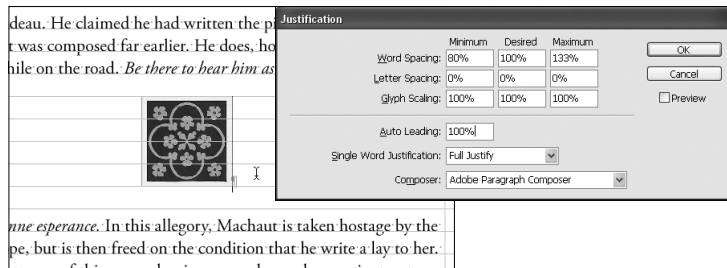 deau. He claimed he had written the pi
t was composed far earlier. He does, ho
hile on the road. Be there to hear him as
nne esperance. In this allegory, Machaut is taken hostage by the
pe, but is then freed on the condition that he write a lay to her.
Justification
Minimum Desired Maximum
Word Spacing: 80% 100% 133%
Letter Spacing: 0% 0% 0%
Glyph Scaling: 100% 100% 100%
Auto Leading: 100%
Single Word Justification: Full Justify
Composer: Adobe Paragraph Composer
OK
Cancel
Preview